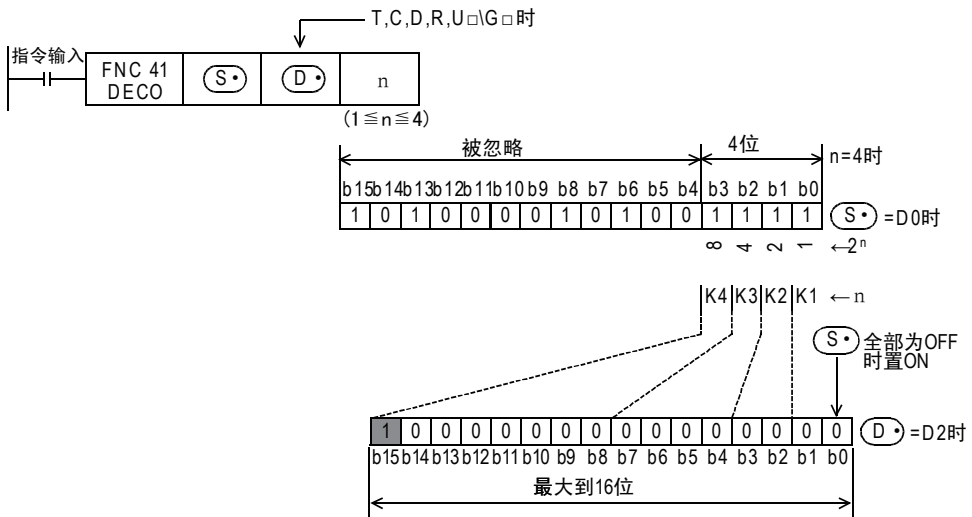 T,C,D,R,U□\G□时
指令输入
FNC 41 DECO S· D· n
(1≦n≦4)
被忽略 4位 n=4时
b15 b14 b13 b12 b11 b10 b9 b8 b7 b6 b5 b4 b3 b2 b1 b0
1 0 1 0 0 0 0 1 0 1 0 0 1 1 1 1 S· =D0时
8 4 2 1 ←2ⁿ
K4 K3 K2 K1 ←n
S· 全部为OFF
时置ON
1 0 0 0 0 0 0 0 0 0 0 0 0 0 0 0 D· =D2时
b15 b14 b13 b12 b11 b10 b9 b8 b7 b6 b5 b4 b3 b2 b1 b0
最大到16位